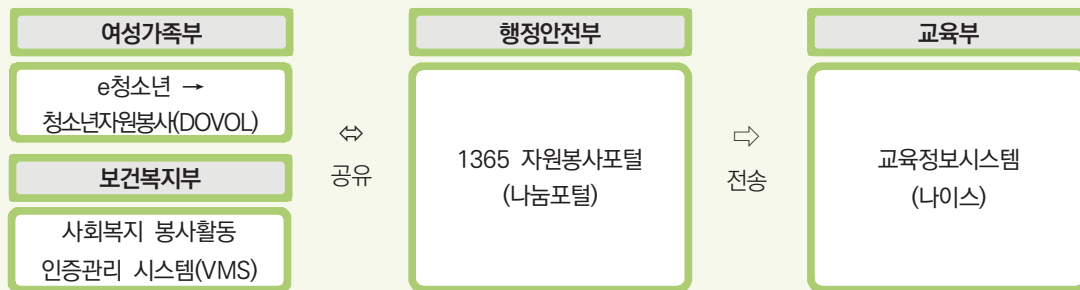 여성가족부
e청소년 →
청소년자원봉사(DOVOL)
보건복지부
사회복지 봉사활동
인증관리 시스템(VMS)
⇔
공유
행정안전부
1365 자원봉사포털
(나눔포털)
⇨
전송
교육부
교육정보시스템
(나이스)